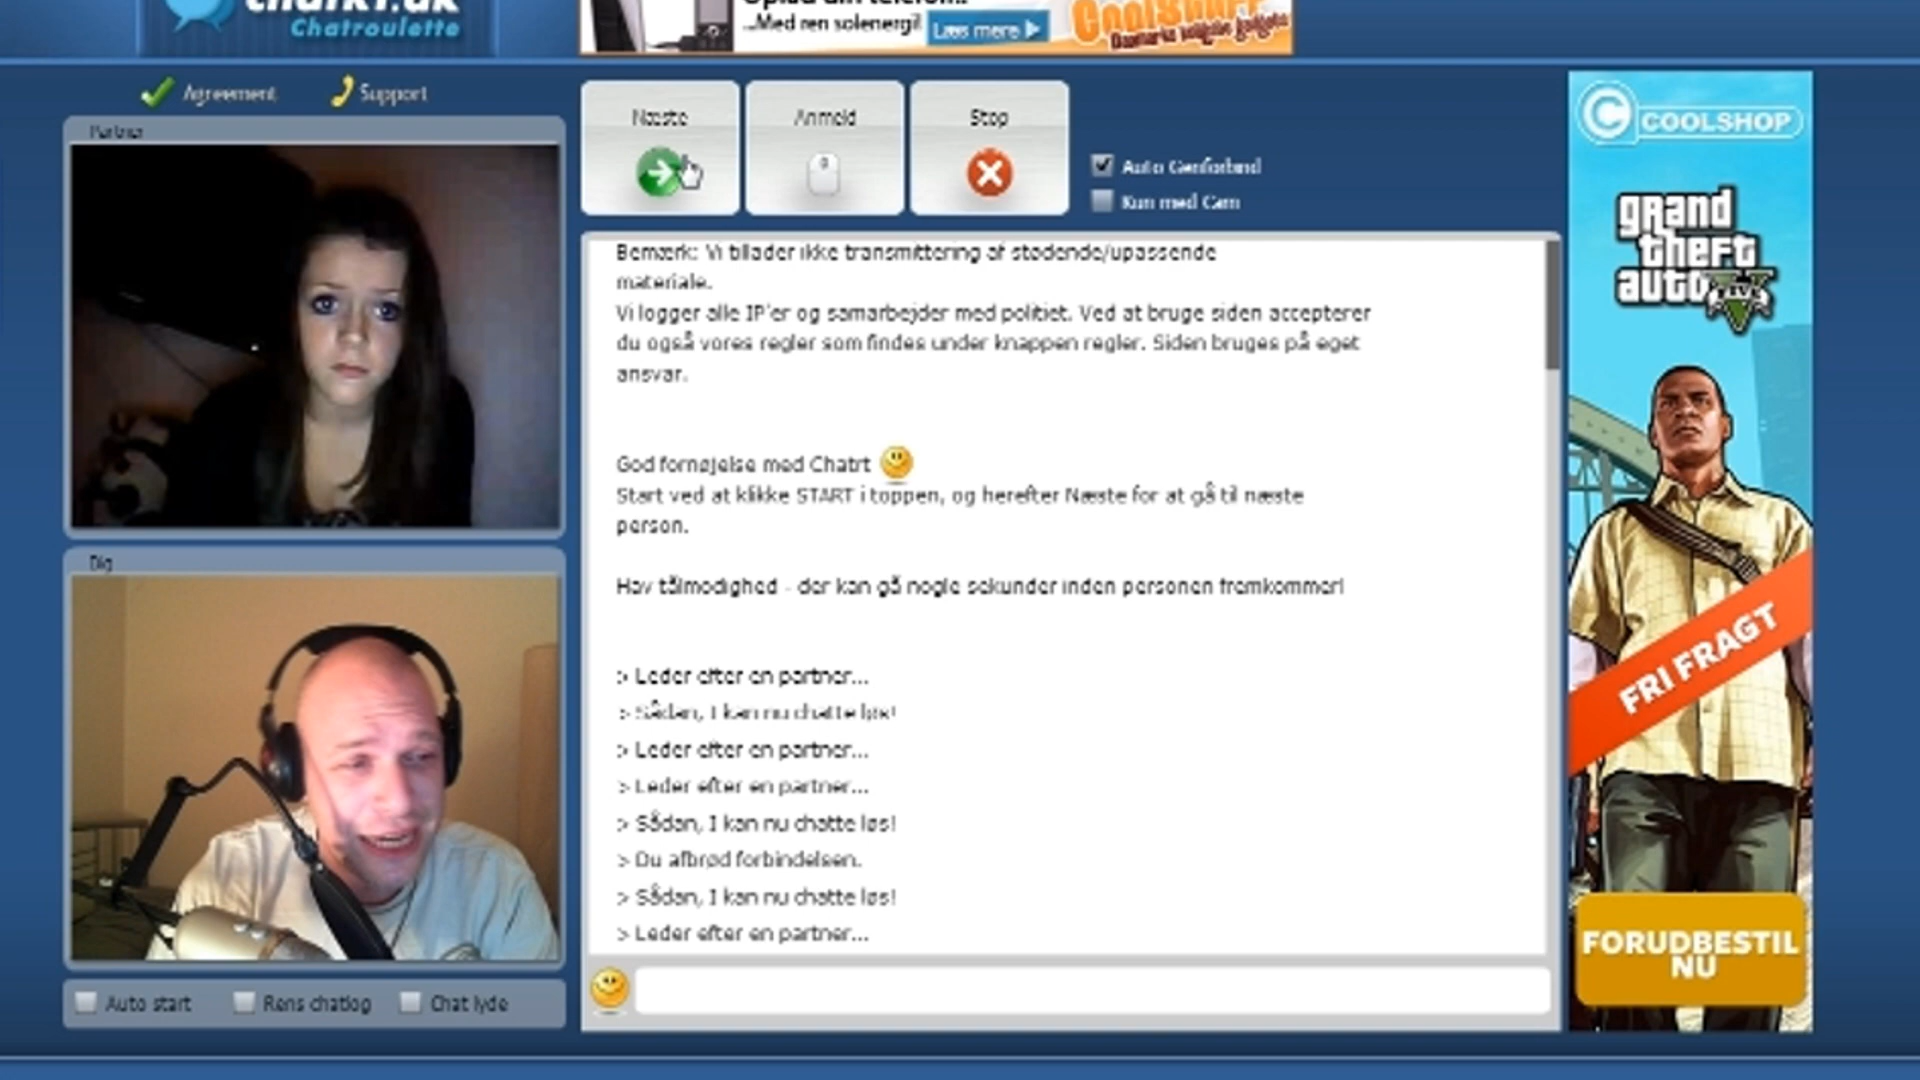 Chatroulette
...Med ren solenergi!
Læs mere
COOLSHOP
Agreement
Support
Partner
Næste
Anmeld
Stop
Auto Genforbind
Kun med Cam
grand
theft
auto
FIVE
Bemærk: Vi tillader ikke transmittering af stødende/upassende
materiale.
Vi logger alle IP'er og samarbejder med politiet. Ved at bruge siden accepterer
du også vores regler som findes under knappen regler. Siden bruges på eget
ansvar.
God fornøjelse med Chatrt
Start ved at klikke START i toppen, og herefter Næste for at gå til næste
person.
Hav tålmodighed - der kan gå nogle sekunder inden personen fremkommer!
Dig
> Leder efter en partner...
> Sådan, I kan nu chatte løs!
> Leder efter en partner...
> Leder efter en partner...
> Sådan, I kan nu chatte løs!
> Du afbrød forbindelsen.
> Sådan, I kan nu chatte løs!
> Leder efter en partner...
FRI FRAGT
FORUDBESTIL
NU
Auto start
Rens chatlog
Chat lyde